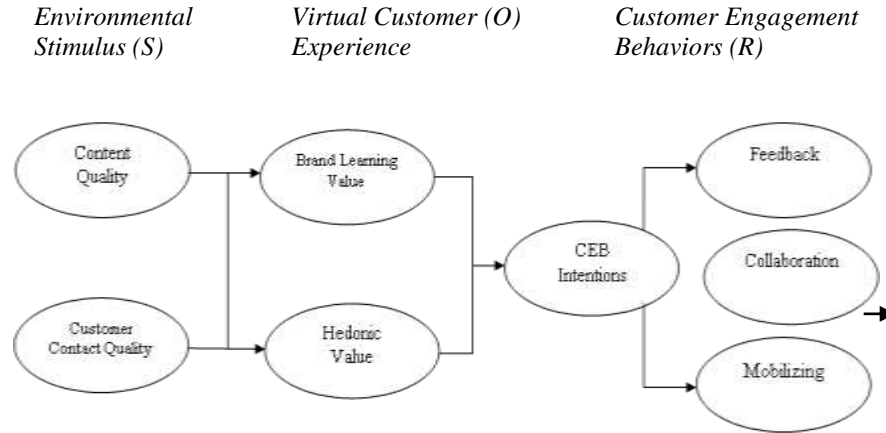 Environmental
Stimulus (S)
Virtual Customer (O)
Experience
Customer Engagement
Behaviors (R)
Content
Quality
Brand Learning
Value
Feedback
CEB
Intentions
Collaboration
Customer
Contact Quality
Hedonic
Value
Mobilizing